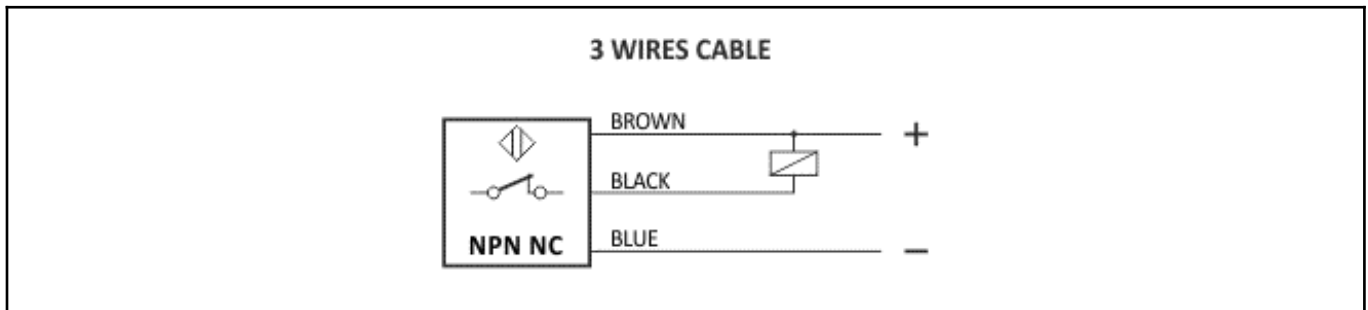 3 WIRES CABLE
BROWN
+
BLACK
NPN NC
BLUE
−